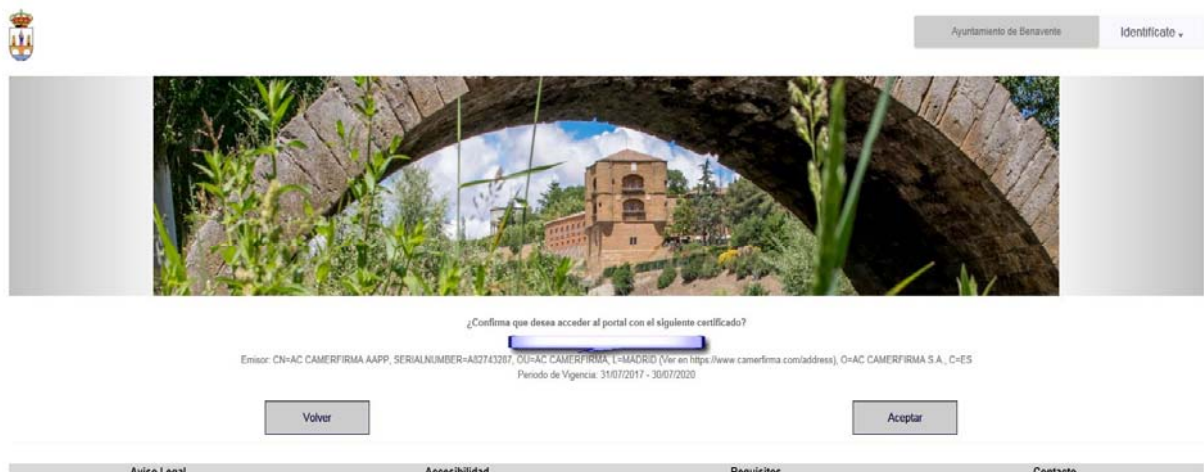 Ayuntamiento de Benavente
Identifícate
¿Confirma que desea acceder al portal con el siguiente certificado?
Emisor: CN=AC CAMERFIRMA AAPP, SERIALNUMBER=A82743287, OU=AC CAMERFIRMA, L=MADRID (Ver en https://www.camerfirma.com/address), O=AC CAMERFIRMA S.A., C=ES
Periodo de Vigencia: 31/07/2017 - 30/07/2020
Volver Aceptar
Aviso Legal Accesibilidad Requisitos Contacto